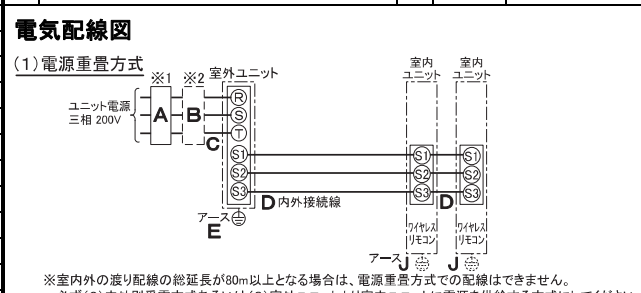 電気配線図
(1)電源重畳方式
※1 ※2 室外ユニット
室内ユニット
室内ユニット
ユニット電源
三相 200V
A
B
C
R
S
T
S1
S2
S3
S1
S2
S3
S1
S2
S3
D 内外接続線
D
アース
E
ワイヤレス
リモコン
ワイヤレス
リモコン
アース J
J
※室内外の渡り配線の総延長が80m以上となる場合は、電源重畳方式での配線はできません。